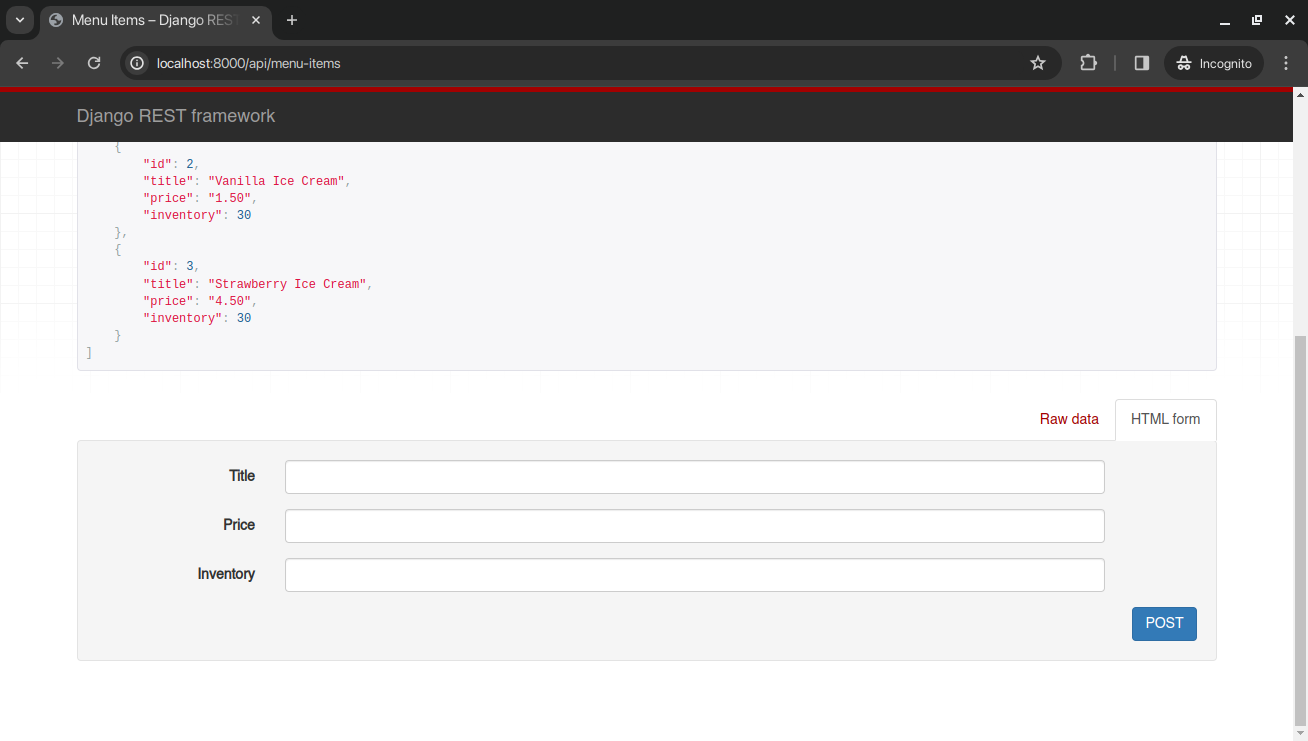 Menu Items – Django REST
localhost:8000/api/menu-items
Incognito
Django REST framework
{
"id": 2,
"title": "Vanilla Ice Cream",
"price": "1.50",
"inventory": 30
},
{
"id": 3,
"title": "Strawberry Ice Cream",
"price": "4.50",
"inventory": 30
}
]
Raw data
HTML form
Title
Price
Inventory
POST